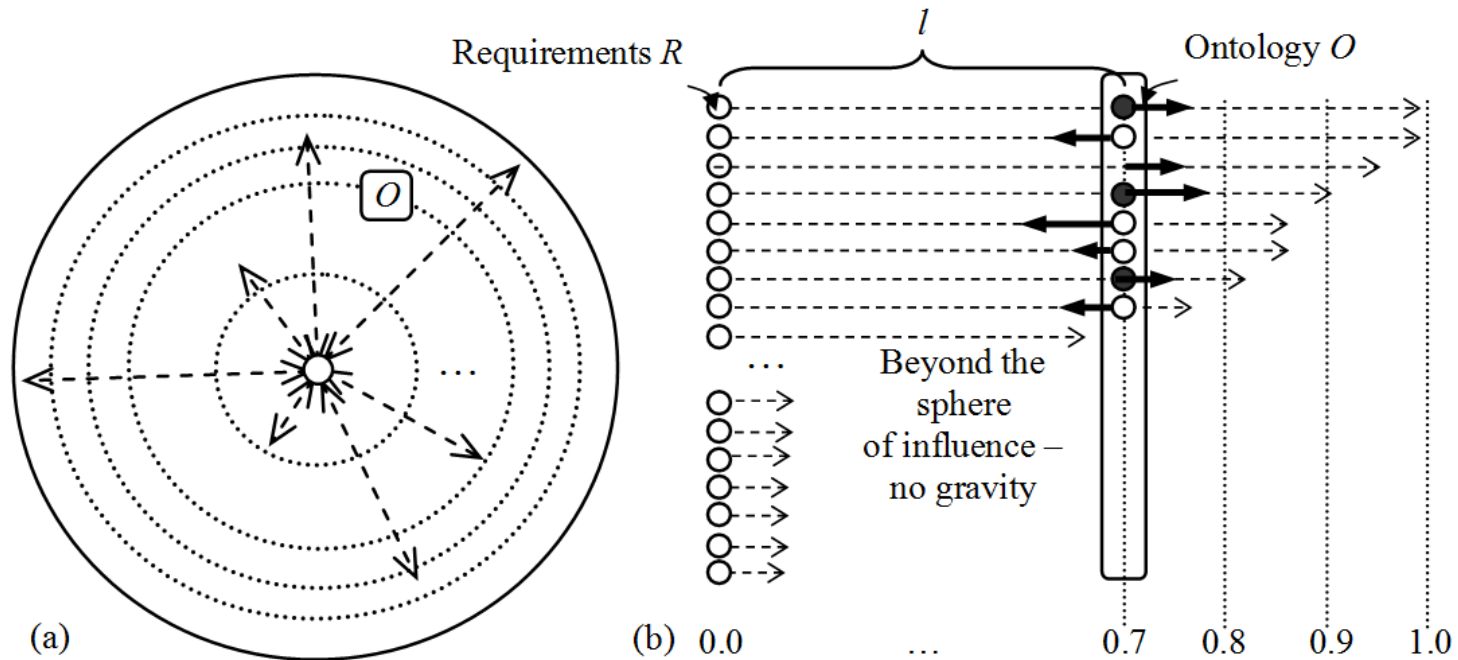 l
Requirements R
Ontology O
O
...
...
Beyond the
sphere
of influence –
no gravity
(a)
(b)
0.0
...
0.7
0.8
0.9
1.0